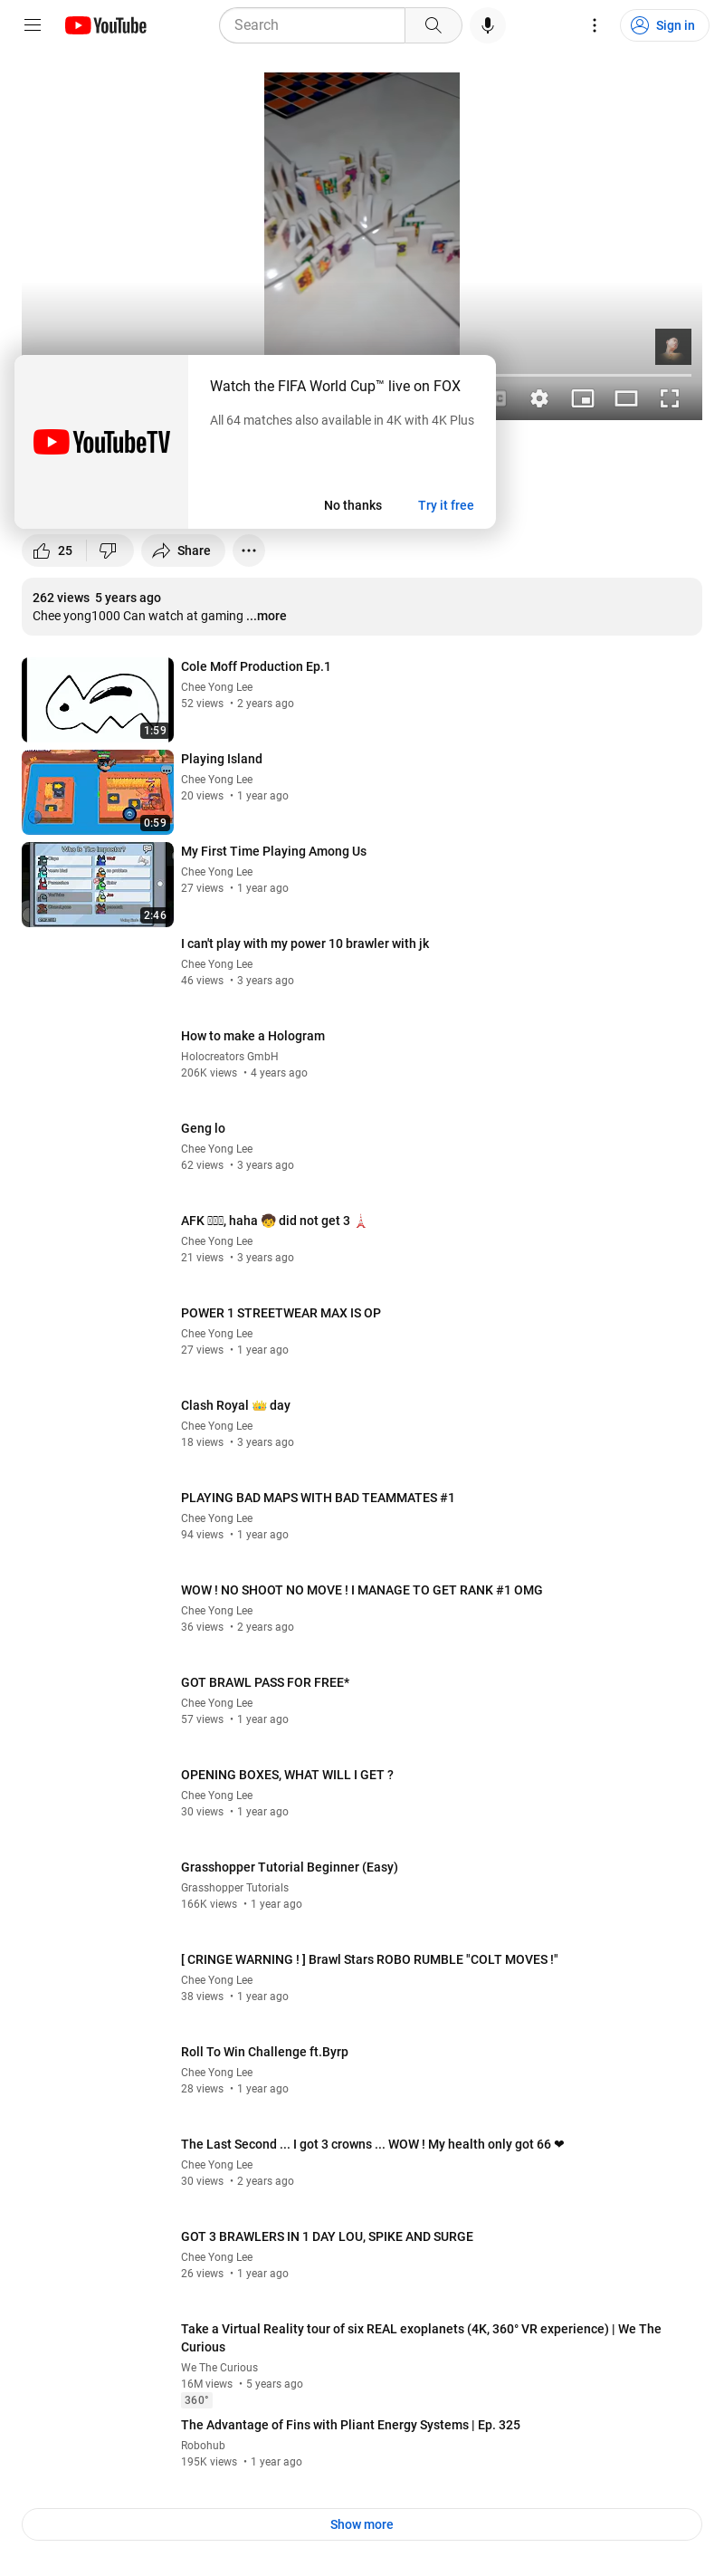 YouTube
Search
Sign in
Watch the FIFA World Cup™ live on FOX
All 64 matches also available in 4K with 4K Plus
YouTubeTV
No thanks
Try it free
25
Share
262 views 5 years ago
Chee yong1000 Can watch at gaming ...more
Cole Moff Production Ep.1
Chee Yong Lee
52 views • 2 years ago
1:59
Playing Island
Chee Yong Lee
20 views • 1 year ago
0:59
My First Time Playing Among Us
Who Is The Impostor?
Chee Yong Lee
27 views • 1 year ago
2:46
I can't play with my power 10 brawler with jk
Chee Yong Lee
46 views • 3 years ago
How to make a Hologram
Holocreators GmbH
206K views • 4 years ago
Geng lo
Chee Yong Lee
62 views • 3 years ago
AFK , haha 🧒 did not get 3 🗼
Chee Yong Lee
21 views • 3 years ago
POWER 1 STREETWEAR MAX IS OP
Chee Yong Lee
27 views • 1 year ago
Clash Royal 👑 day
Chee Yong Lee
18 views • 3 years ago
PLAYING BAD MAPS WITH BAD TEAMMATES #1
Chee Yong Lee
94 views • 1 year ago
WOW ! NO SHOOT NO MOVE ! I MANAGE TO GET RANK #1 OMG
Chee Yong Lee
36 views • 2 years ago
GOT BRAWL PASS FOR FREE*
Chee Yong Lee
57 views • 1 year ago
OPENING BOXES, WHAT WILL I GET ?
Chee Yong Lee
30 views • 1 year ago
Grasshopper Tutorial Beginner (Easy)
Grasshopper Tutorials
166K views • 1 year ago
[ CRINGE WARNING ! ] Brawl Stars ROBO RUMBLE "COLT MOVES !"
Chee Yong Lee
38 views • 1 year ago
Roll To Win Challenge ft.Byrp
Chee Yong Lee
28 views • 1 year ago
The Last Second ... I got 3 crowns ... WOW ! My health only got 66 ❤
Chee Yong Lee
30 views • 2 years ago
GOT 3 BRAWLERS IN 1 DAY LOU, SPIKE AND SURGE
Chee Yong Lee
26 views • 1 year ago
Take a Virtual Reality tour of six REAL exoplanets (4K, 360° VR experience) | We The
Curious
We The Curious
16M views • 5 years ago
360°
The Advantage of Fins with Pliant Energy Systems | Ep. 325
Robohub
195K views • 1 year ago
Show more